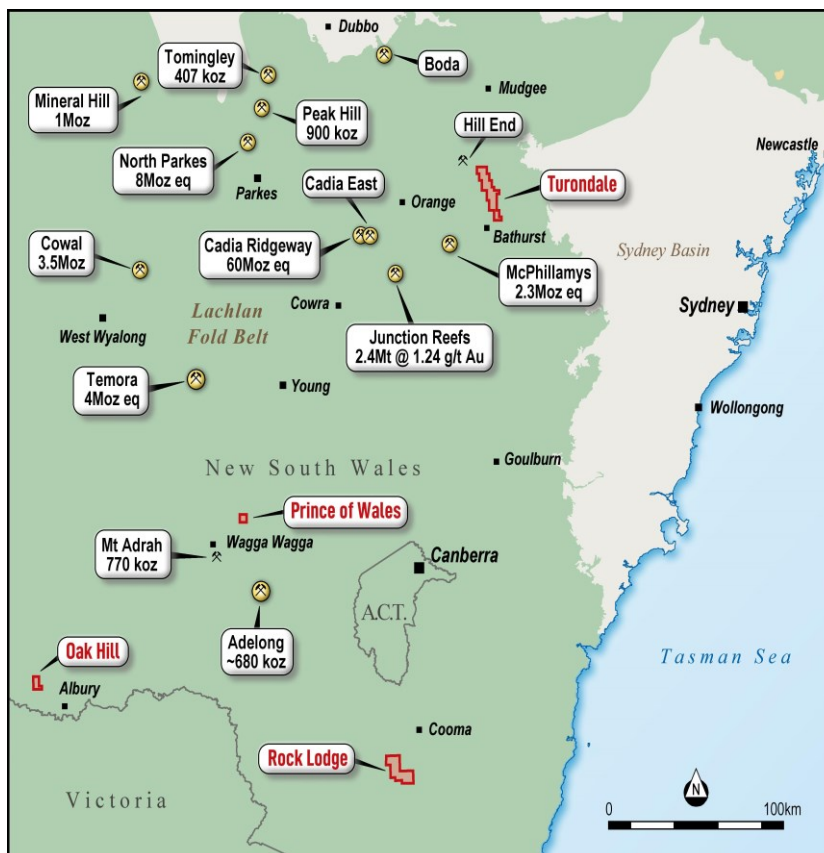 Dubbo
Tomingley
407 koz
Boda
Mineral Hill
1Moz
Mudgee
Peak Hill
900 koz
Hill End
Newcastle
North Parkes
8Moz eq
Parkes
Cadia East
Orange
Turondale
Cowal
3.5Moz
Cadia Ridgeway
60Moz eq
Bathurst
Sydney Basin
McPhillamys
2.3Moz eq
Lachlan
Fold Belt
Cowra
Sydney
West Wyalong
Junction Reefs
2.4Mt @ 1.24 g/t Au
Temora
4Moz eq
Young
Wollongong
Goulburn
New South Wales
Prince of Wales
Mt Adrah
770 koz
Wagga Wagga
Canberra
A.C.T.
Adelong
~680 koz
Oak Hill
Tasman Sea
Albury
Cooma
Rock Lodge
Victoria
N
0
100km